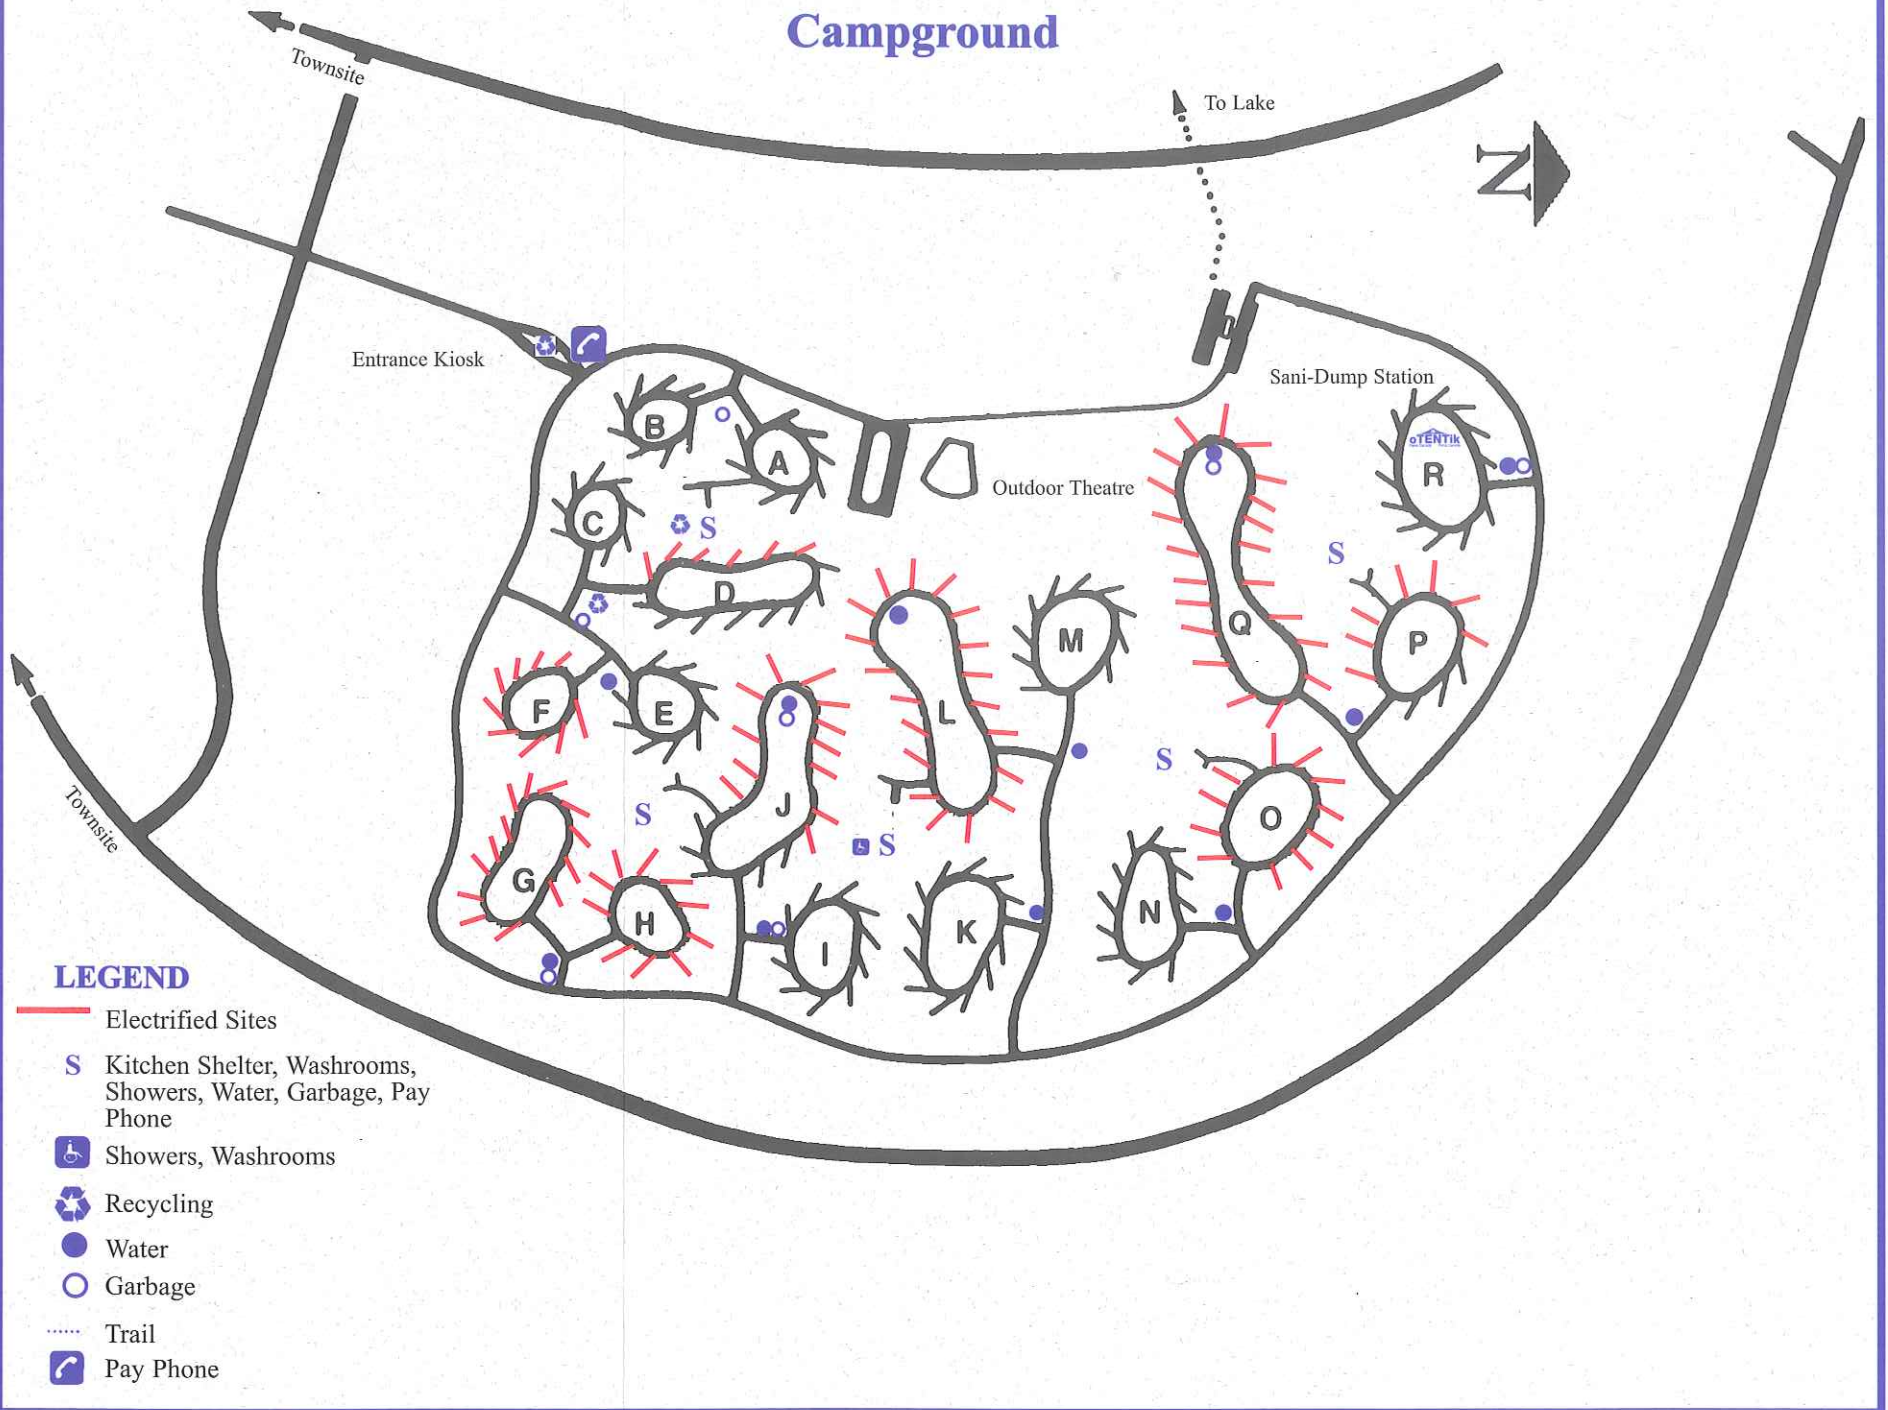 Campground
Townsite
To Lake
N
Entrance Kiosk
Sani-Dump Station
B
A
oTENTik
R
Outdoor Theatre
C
S
S
D
Q
M
P
F
E
L
S
S
J
O
S
G
H
I
K
N
Townsite
LEGEND
Electrified Sites
S Kitchen Shelter, Washrooms,
Showers, Water, Garbage, Pay
Phone
Showers, Washrooms
Recycling
Water
Garbage
Trail
Pay Phone